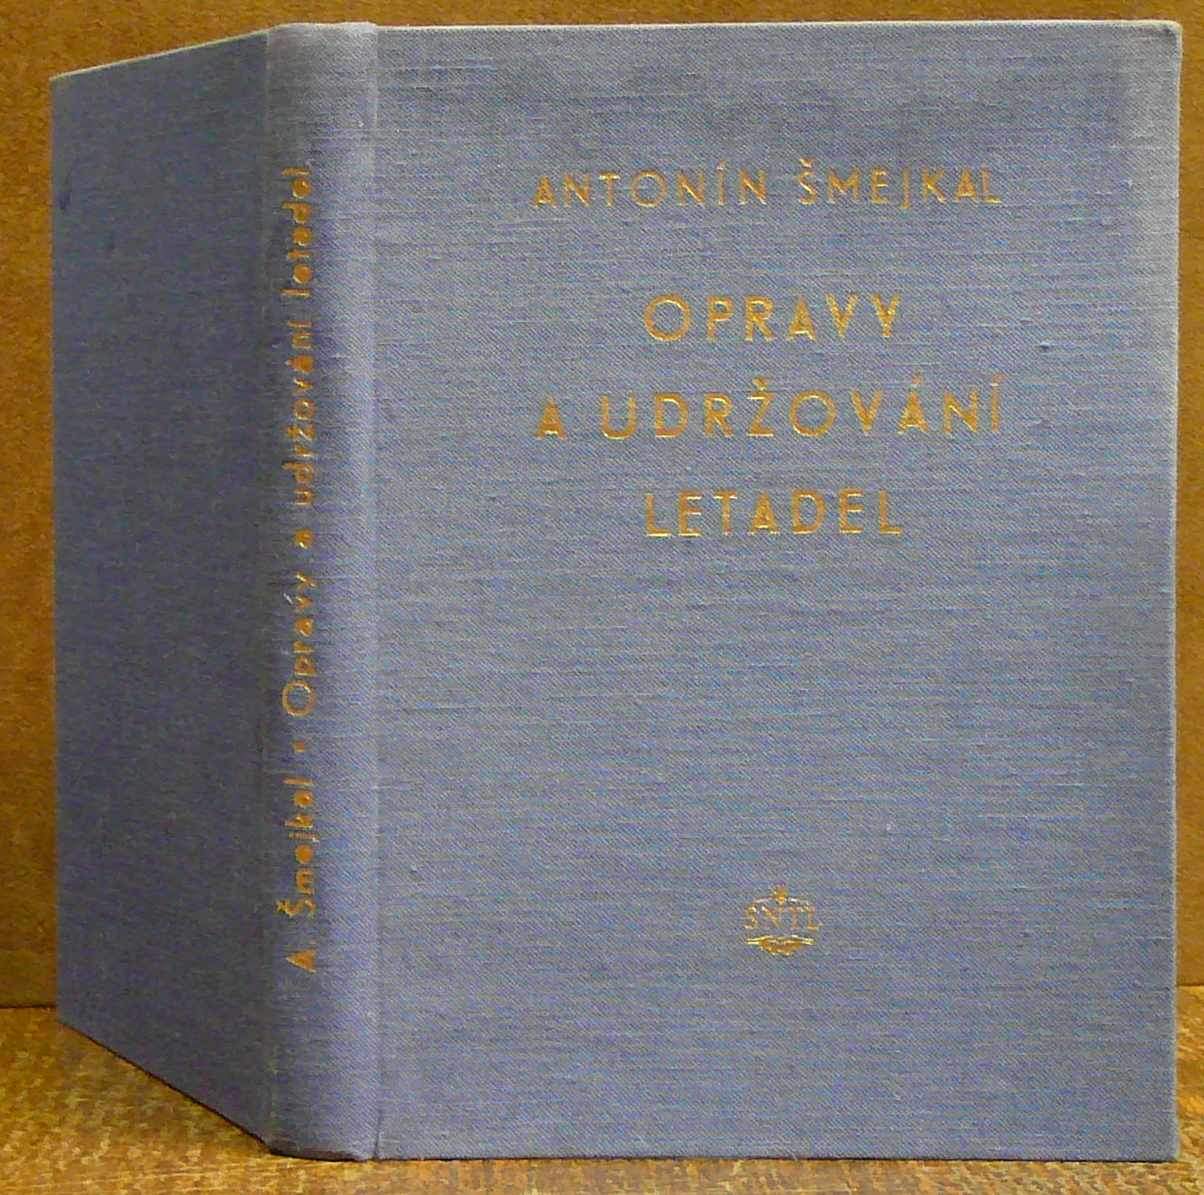 ANTONÍN ŠMEJKAL
OPRAVY
A UDRŽOVÁNÍ
LETADEL
SNTL
A. Šmejkal • Opravy a udržování letadel